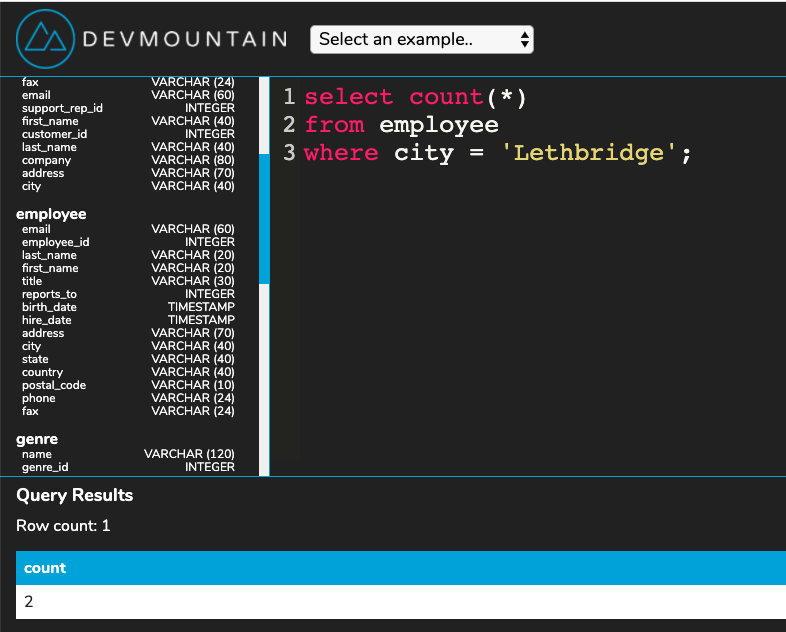 DEVMOUNTAIN
Select an example..
fax VARCHAR (24)
email VARCHAR (60)
support_rep_id INTEGER
first_name VARCHAR (40)
customer_id INTEGER
last_name VARCHAR (40)
company VARCHAR (80)
address VARCHAR (70)
city VARCHAR (40)
employee
email VARCHAR (60)
employee_id INTEGER
last_name VARCHAR (20)
first_name VARCHAR (20)
title VARCHAR (30)
reports_to INTEGER
birth_date TIMESTAMP
hire_date TIMESTAMP
address VARCHAR (70)
city VARCHAR (40)
state VARCHAR (40)
country VARCHAR (40)
postal_code VARCHAR (10)
phone VARCHAR (24)
fax VARCHAR (24)
genre
name VARCHAR (120)
genre_id INTEGER
1 select count(*)
2 from employee
3 where city = 'Lethbridge';
Query Results
Row count: 1
count
2